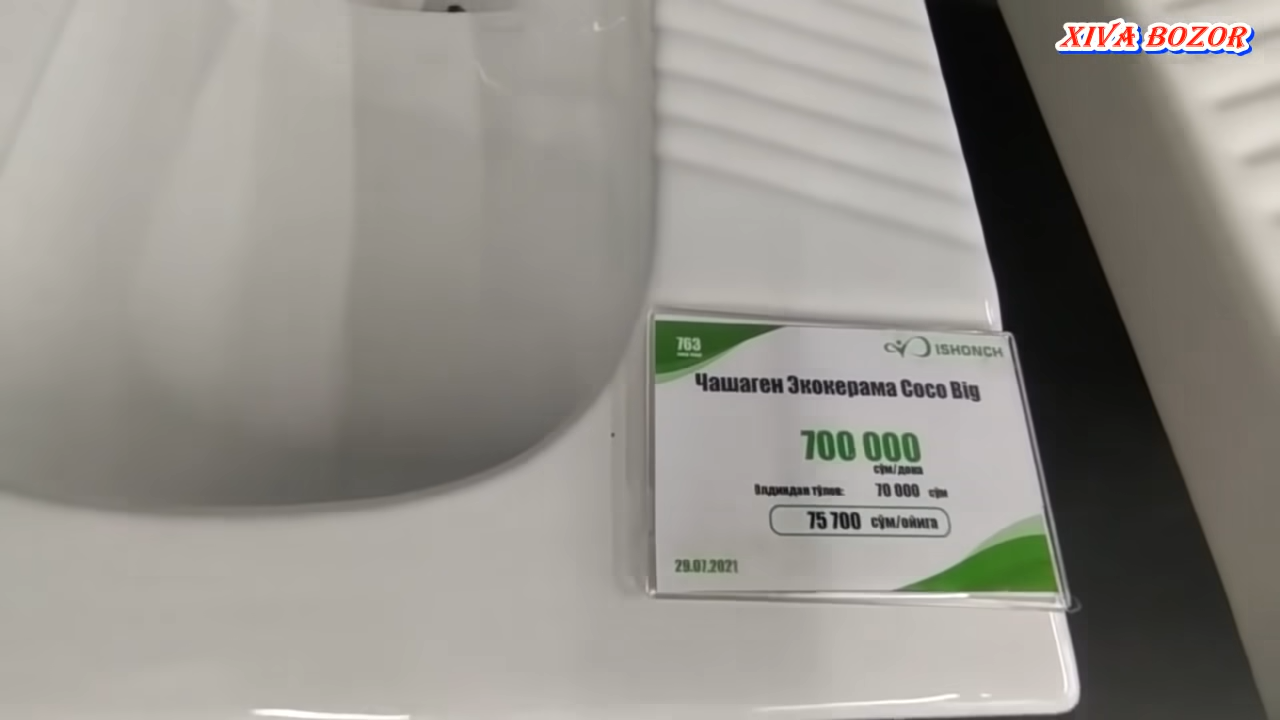 XIVA BOZOR
763
ISHONCH
Чашаген Экокерама Coco Big
700 000
сўм/дона
Олдиндан тўлов: 70 000 сўм
75 700 сўм/ойига
29.07.2021